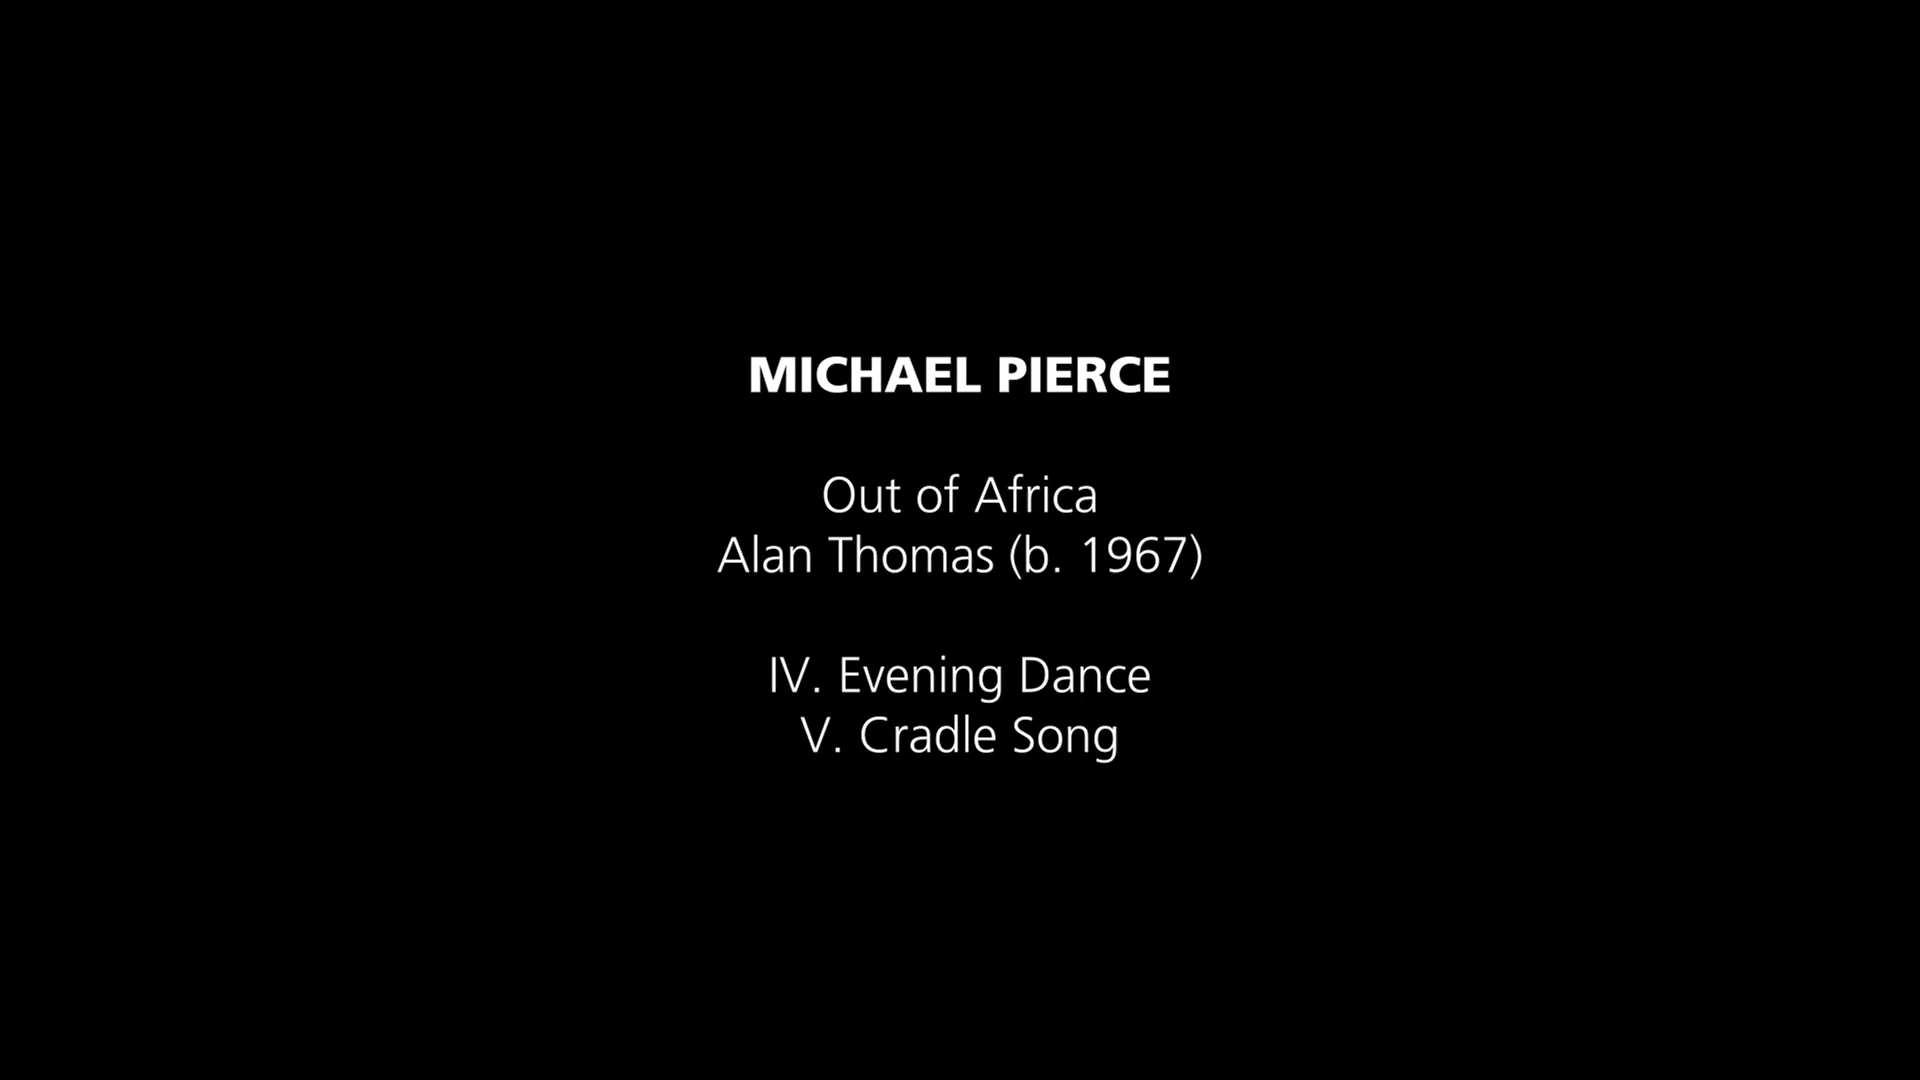 MICHAEL PIERCE
Out of Africa
Alan Thomas (b. 1967)
IV. Evening Dance
V. Cradle Song